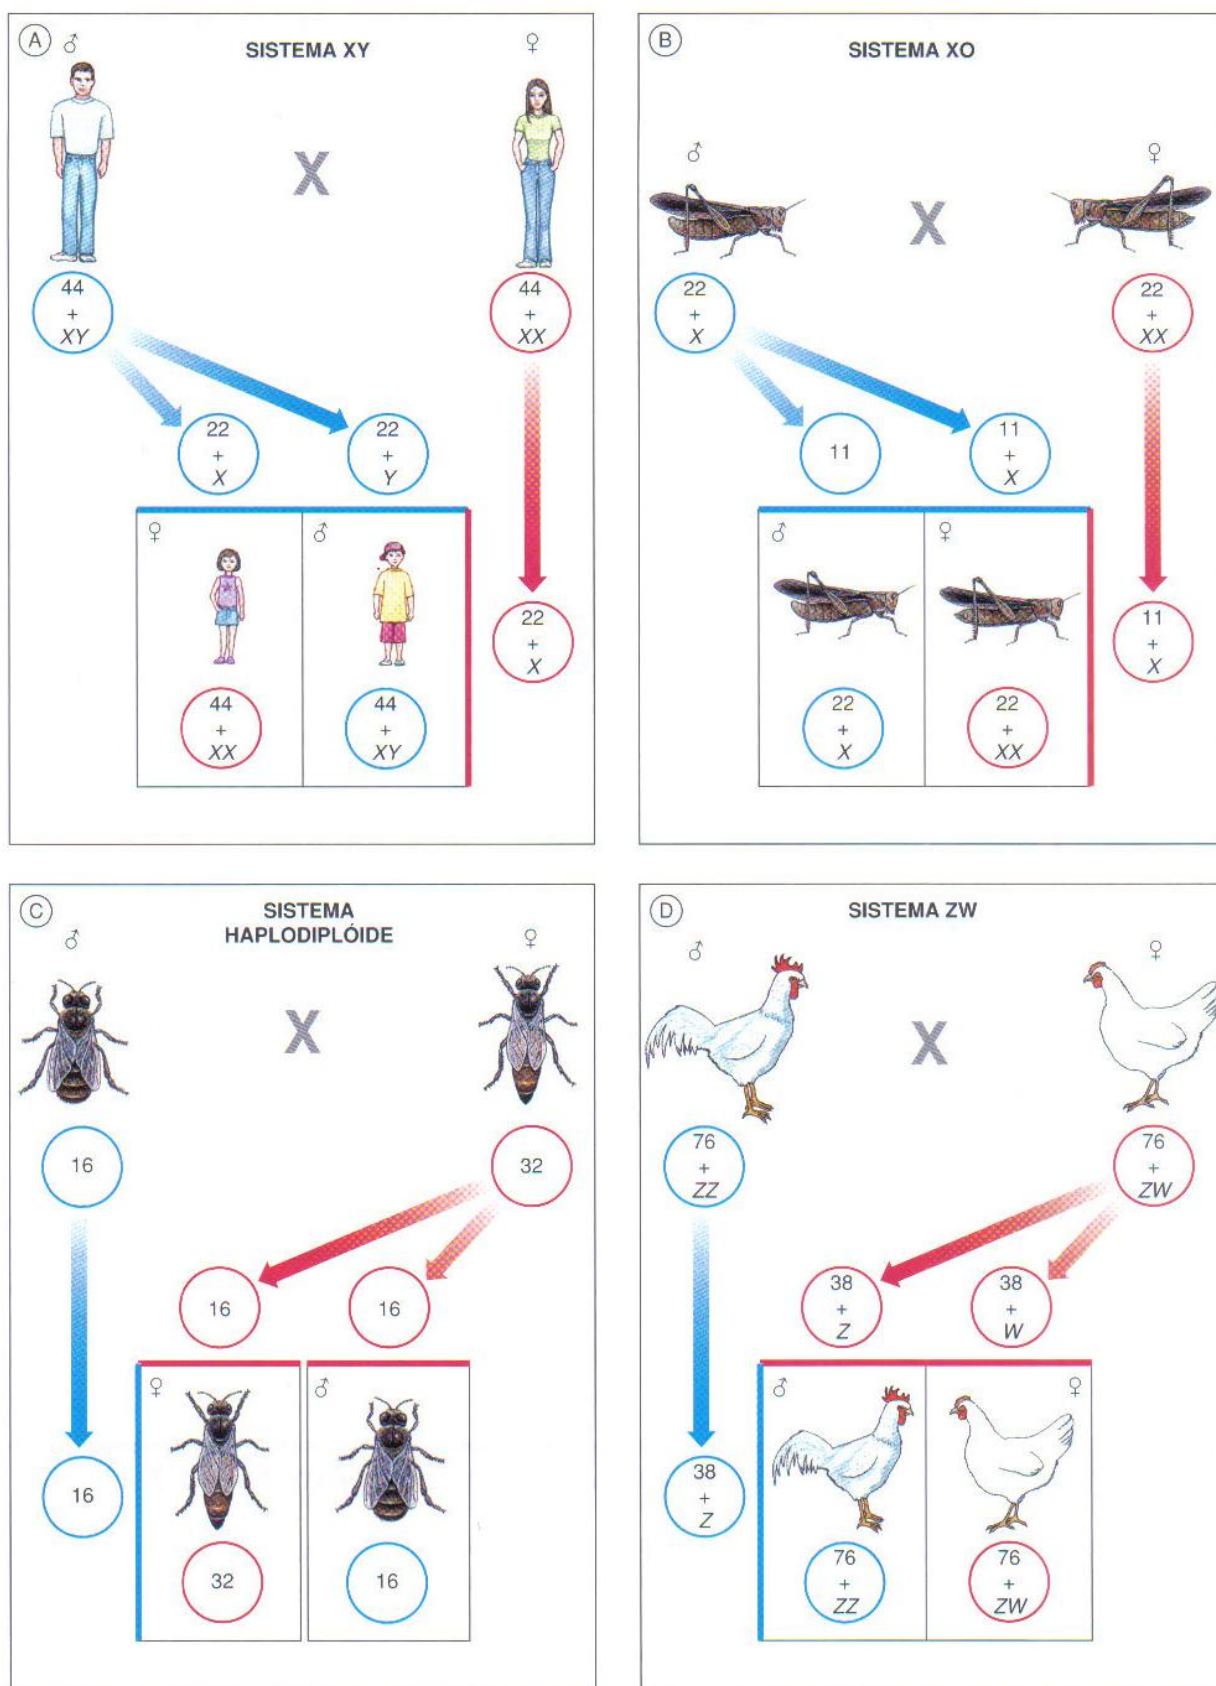 A
♂
SISTEMA XY
♀
X
44
+
XY
44
+
XX
22
+
X
22
+
Y
♀
♂
22
+
X
44
+
XX
44
+
XY
B
SISTEMA XO
♂
♀
X
22
+
X
22
+
XX
11
11
+
X
♂
♀
11
+
X
22
+
X
22
+
XX
C
♂
SISTEMA
HAPLODIPLÓIDE
♀
X
16
32
16
16
♀
♂
16
32
16
D
♂
SISTEMA ZW
♀
X
76
+
ZZ
76
+
ZW
38
+
Z
38
+
W
♂
♀
38
+
Z
76
+
ZZ
76
+
ZW